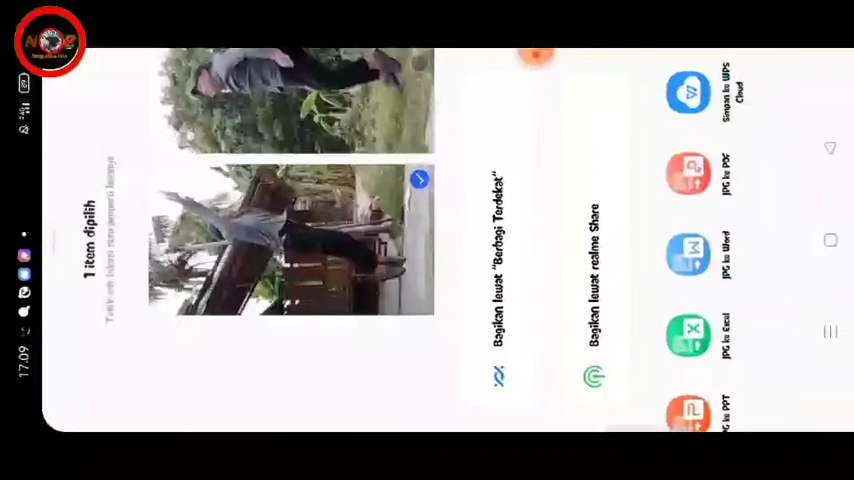 17.09
1 item dipilih
Bagikan lewat "Berbagi Terdekat"
Bagikan lewat realme Share
Simpan ke WPS
Cloud
JPG ke PDF
JPG ke Word
JPG ke Excel
JPG ke PPT